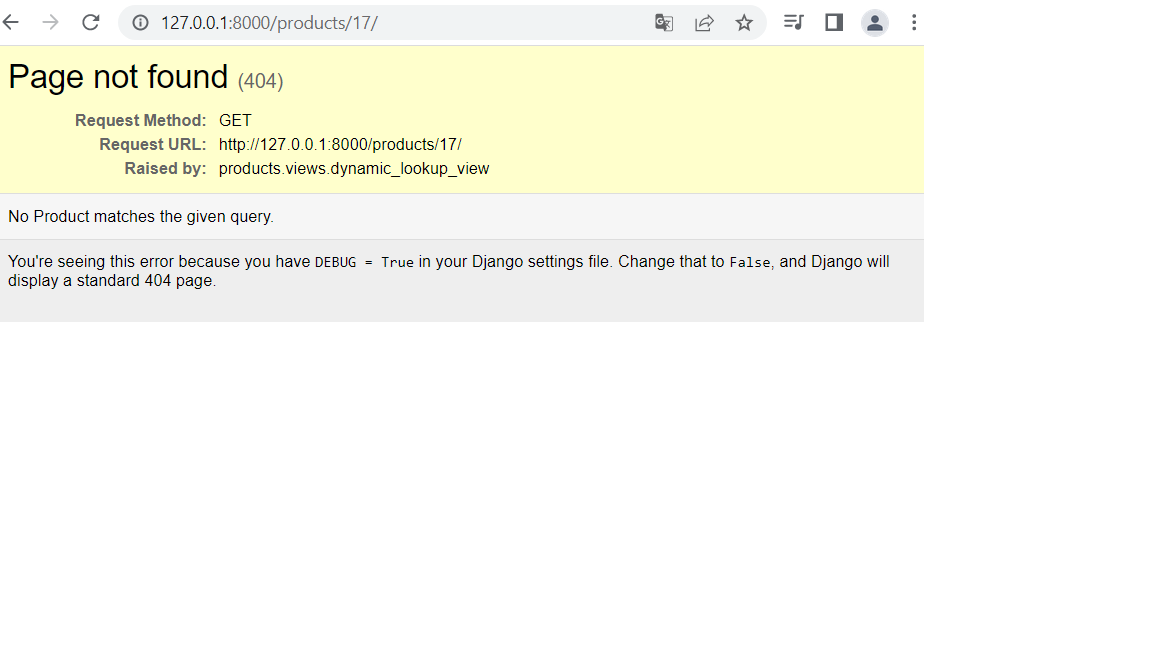 127.0.0.1:8000/products/17/
Page not found (404)
Request Method: GET
Request URL: http://127.0.0.1:8000/products/17/
Raised by: products.views.dynamic_lookup_view
No Product matches the given query.
You're seeing this error because you have DEBUG = True in your Django settings file. Change that to False, and Django will
display a standard 404 page.